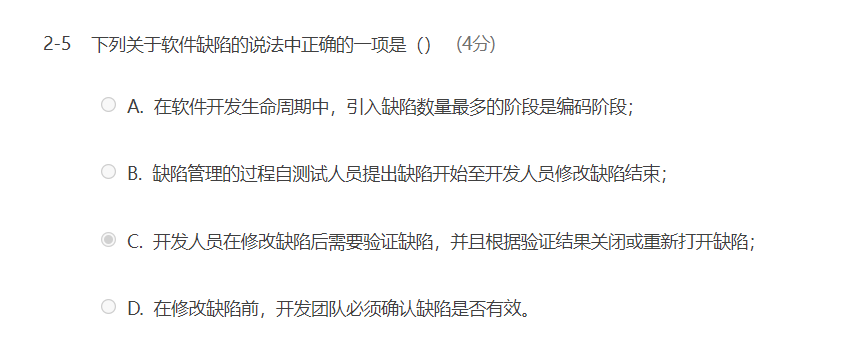 2-5 下列关于软件缺陷的说法中正确的一项是（） (4分)
A. 在软件开发生命周期中，引入缺陷数量最多的阶段是编码阶段；
B. 缺陷管理的过程自测试人员提出缺陷开始至开发人员修改缺陷结束；
C. 开发人员在修改缺陷后需要验证缺陷，并且根据验证结果关闭或重新打开缺陷；
D. 在修改缺陷前，开发团队必须确认缺陷是否有效。